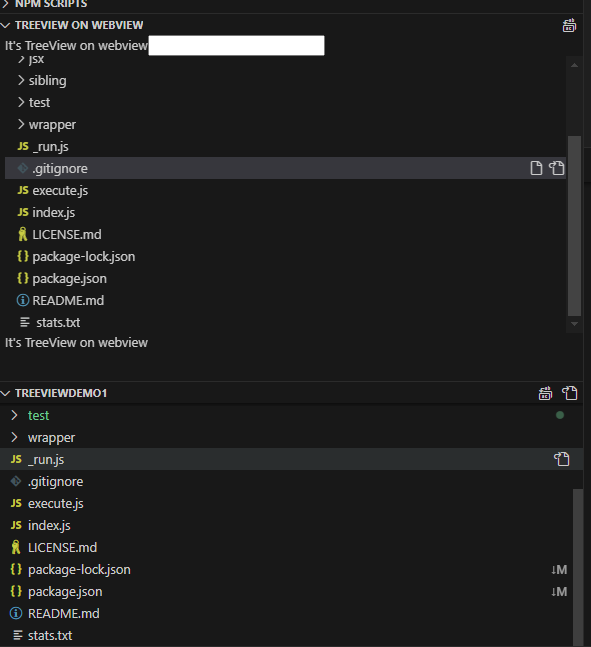 NPM SCRIPTS
TREEVIEW ON WEBVIEW
It's TreeView on webview
jsx
sibling
test
wrapper
JS _run.js
.gitignore
JS execute.js
JS index.js
LICENSE.md
{} package-lock.json
{} package.json
README.md
stats.txt
It's TreeView on webview
TREEVIEWDEMO1
test
wrapper
JS _run.js
.gitignore
JS execute.js
JS index.js
LICENSE.md
{} package-lock.json ↓M
{} package.json ↓M
README.md
stats.txt